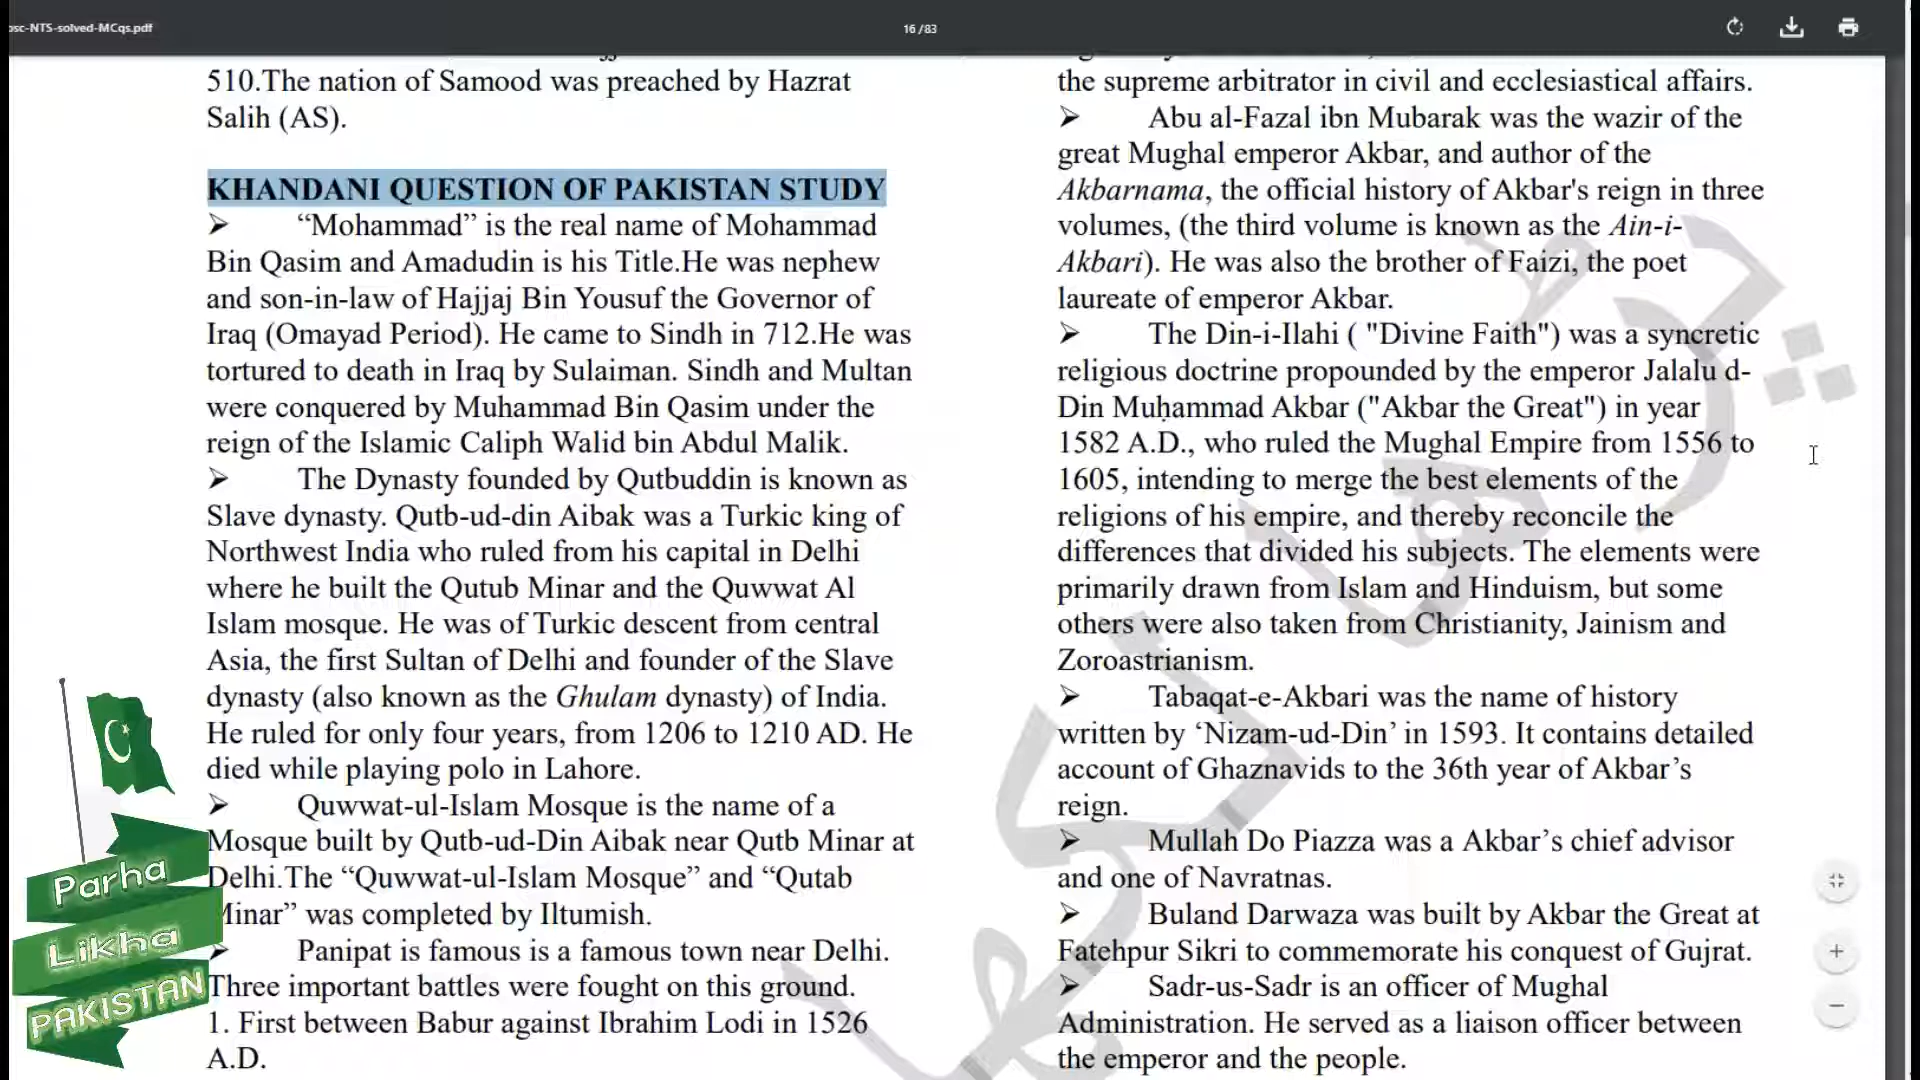 psc-NTS-solved-MCqs.pdf
16 /83
510.The nation of Samood was preached by Hazrat
Salih (AS).
KHANDANI QUESTION OF PAKISTAN STUDY
➢ “Mohammad” is the real name of Mohammad
Bin Qasim and Amadudin is his Title.He was nephew
and son-in-law of Hajjaj Bin Yousuf the Governor of
Iraq (Omayad Period). He came to Sindh in 712.He was
tortured to death in Iraq by Sulaiman. Sindh and Multan
were conquered by Muhammad Bin Qasim under the
reign of the Islamic Caliph Walid bin Abdul Malik.
➢ The Dynasty founded by Qutbuddin is known as
Slave dynasty. Qutb-ud-din Aibak was a Turkic king of
Northwest India who ruled from his capital in Delhi
where he built the Qutub Minar and the Quwwat Al
Islam mosque. He was of Turkic descent from central
Asia, the first Sultan of Delhi and founder of the Slave
dynasty (also known as the Ghulam dynasty) of India.
He ruled for only four years, from 1206 to 1210 AD. He
died while playing polo in Lahore.
➢ Quwwat-ul-Islam Mosque is the name of a
Mosque built by Qutb-ud-Din Aibak near Qutb Minar at
Delhi.The “Quwwat-ul-Islam Mosque” and “Qutab
Minar” was completed by Iltumish.
➢ Panipat is famous is a famous town near Delhi.
Three important battles were fought on this ground.
1. First between Babur against Ibrahim Lodi in 1526
A.D.
the supreme arbitrator in civil and ecclesiastical affairs.
➢ Abu al-Fazal ibn Mubarak was the wazir of the
great Mughal emperor Akbar, and author of the
Akbarnama, the official history of Akbar's reign in three
volumes, (the third volume is known as the Ain-i-
Akbari). He was also the brother of Faizi, the poet
laureate of emperor Akbar.
➢ The Din-i-Ilahi ( "Divine Faith") was a syncretic
religious doctrine propounded by the emperor Jalalu d-
Din Muḥammad Akbar ("Akbar the Great") in year
1582 A.D., who ruled the Mughal Empire from 1556 to
1605, intending to merge the best elements of the
religions of his empire, and thereby reconcile the
differences that divided his subjects. The elements were
primarily drawn from Islam and Hinduism, but some
others were also taken from Christianity, Jainism and
Zoroastrianism.
➢ Tabaqat-e-Akbari was the name of history
written by ‘Nizam-ud-Din’ in 1593. It contains detailed
account of Ghaznavids to the 36th year of Akbar’s
reign.
➢ Mullah Do Piazza was a Akbar’s chief advisor
and one of Navratnas.
➢ Buland Darwaza was built by Akbar the Great at
Fatehpur Sikri to commemorate his conquest of Gujrat.
➢ Sadr-us-Sadr is an officer of Mughal
Administration. He served as a liaison officer between
the emperor and the people.
Parha
Likha
PAKISTAN